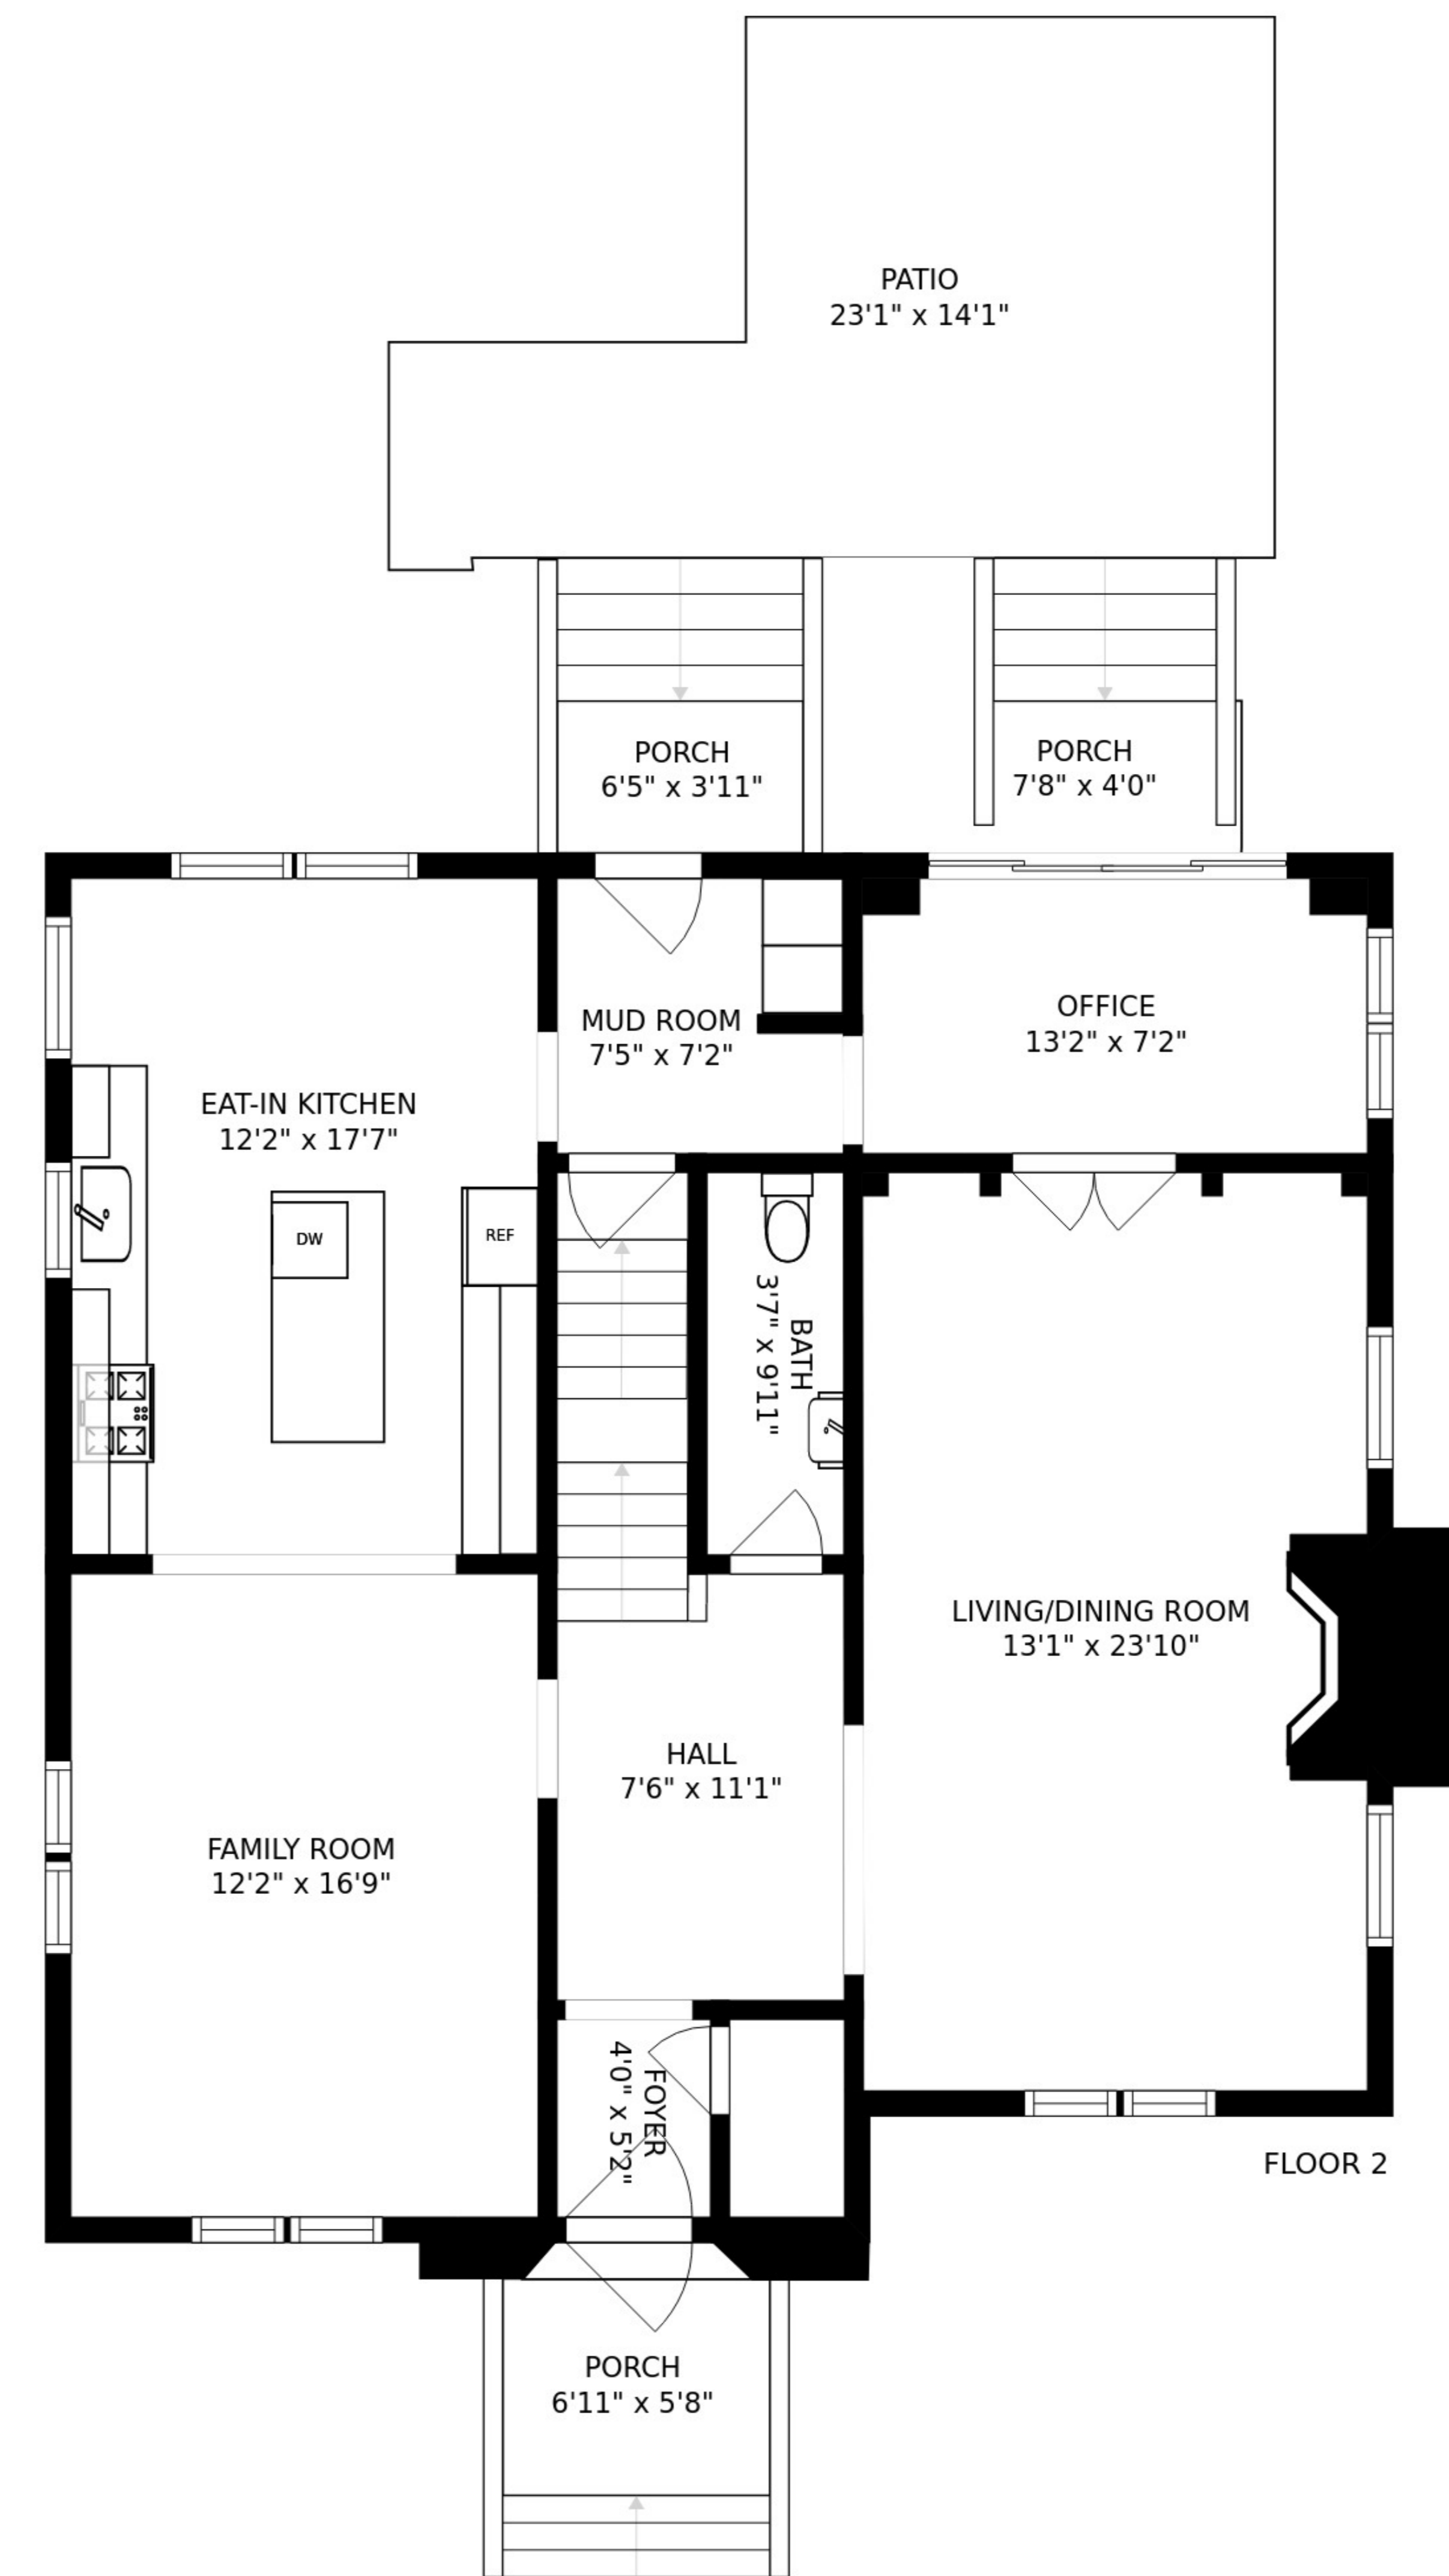 PATIO
23'1" x 14'1"
PORCH
6'5" x 3'11"
PORCH
7'8" x 4'0"
MUD ROOM
7'5" x 7'2"
OFFICE
13'2" x 7'2"
EAT-IN KITCHEN
12'2" x 17'7"
DW
REF
BATH
3'7" x 9'11"
LIVING/DINING ROOM
13'1" x 23'10"
HALL
7'6" x 11'1"
FAMILY ROOM
12'2" x 16'9"
FOYER
4'0" x 5'2"
FLOOR 2
PORCH
6'11" x 5'8"